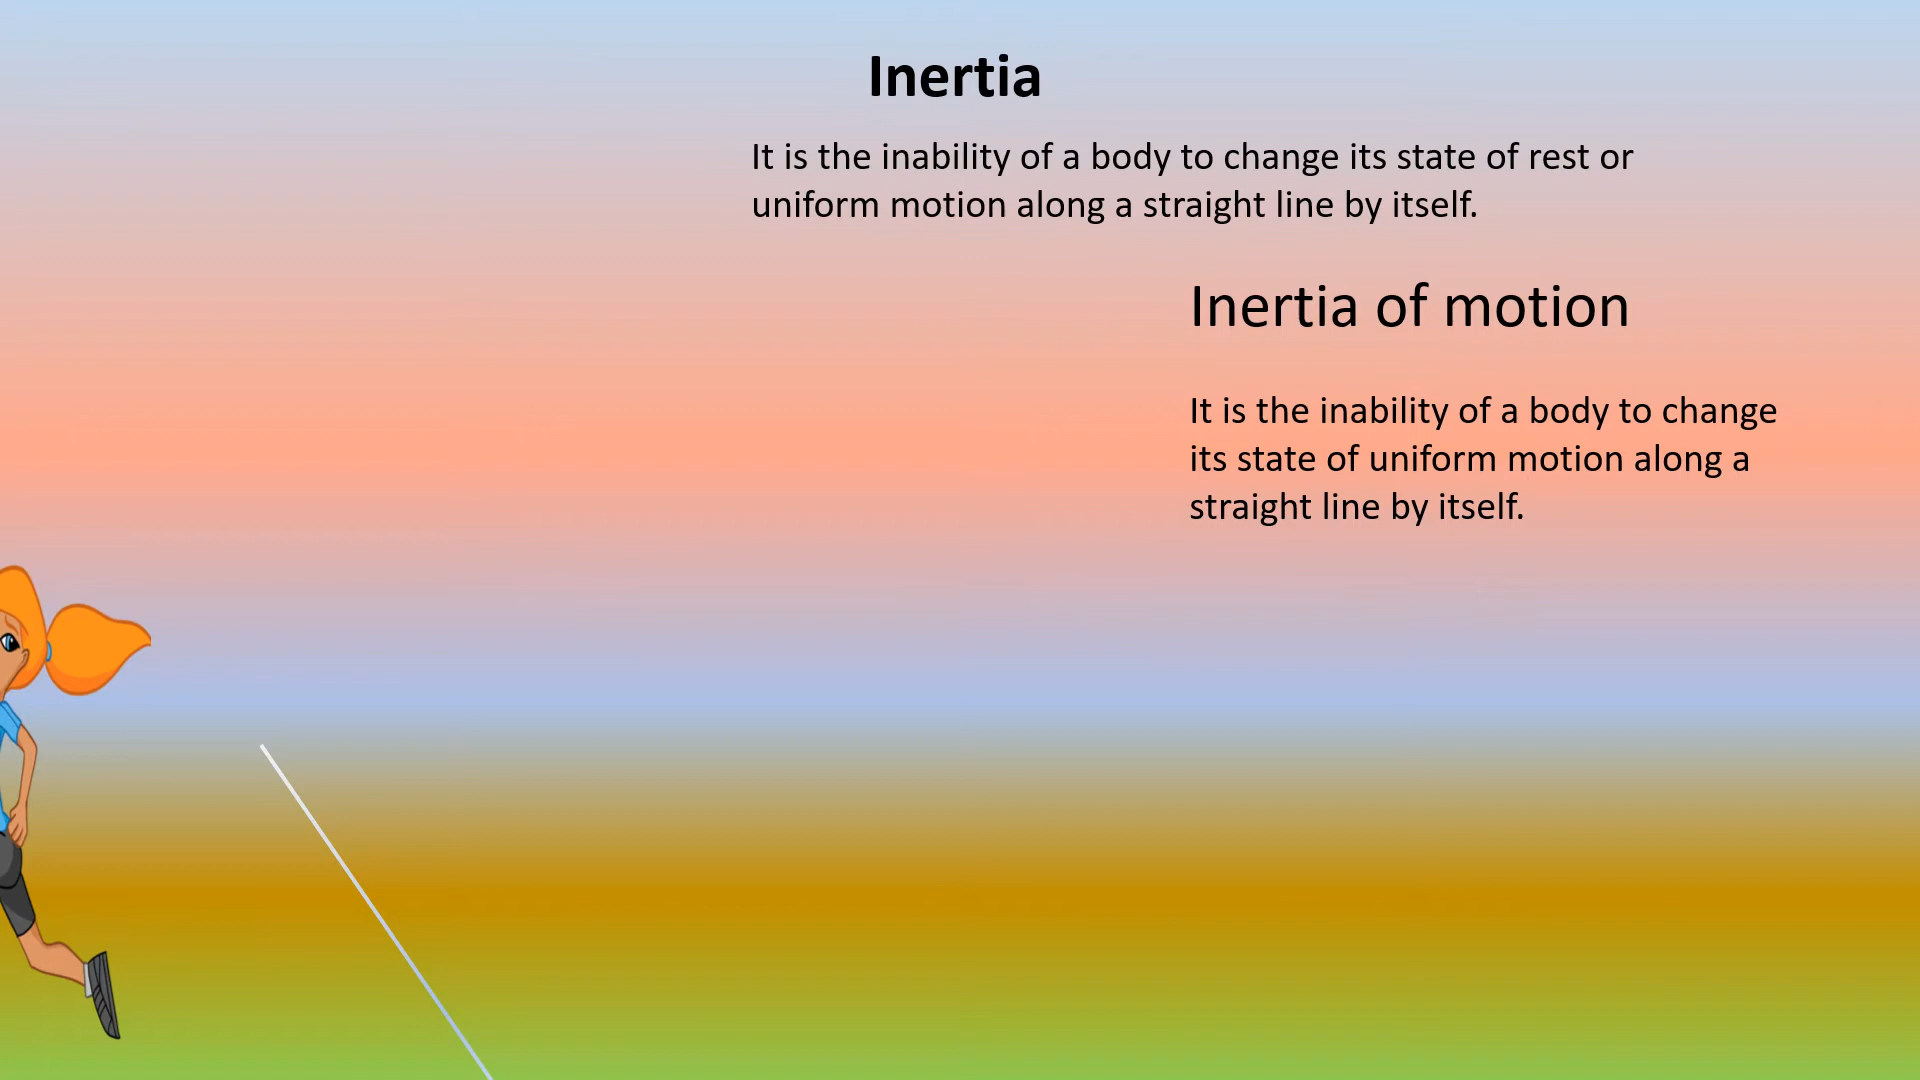 Inertia
It is the inability of a body to change its state of rest or
uniform motion along a straight line by itself.
Inertia of motion
It is the inability of a body to change
its state of uniform motion along a
straight line by itself.